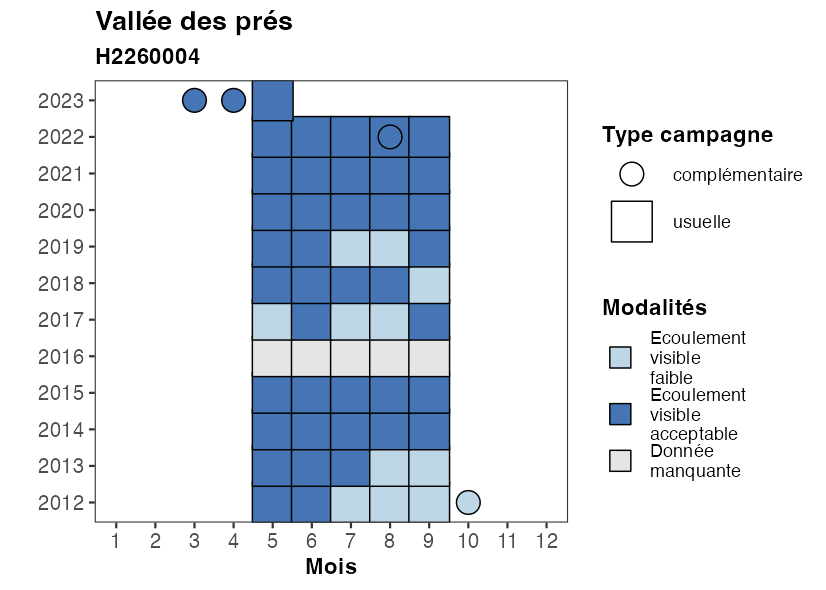 Vallée des prés
H2260004
2023
2022
2021
2020
2019
2018
2017
2016
2015
2014
2013
2012
1 2 3 4 5 6 7 8 9 10 11 12
Mois
Type campagne
complémentaire
usuelle
Modalités
Ecoulement
visible
faible
Ecoulement
visible
acceptable
Donnée
manquante